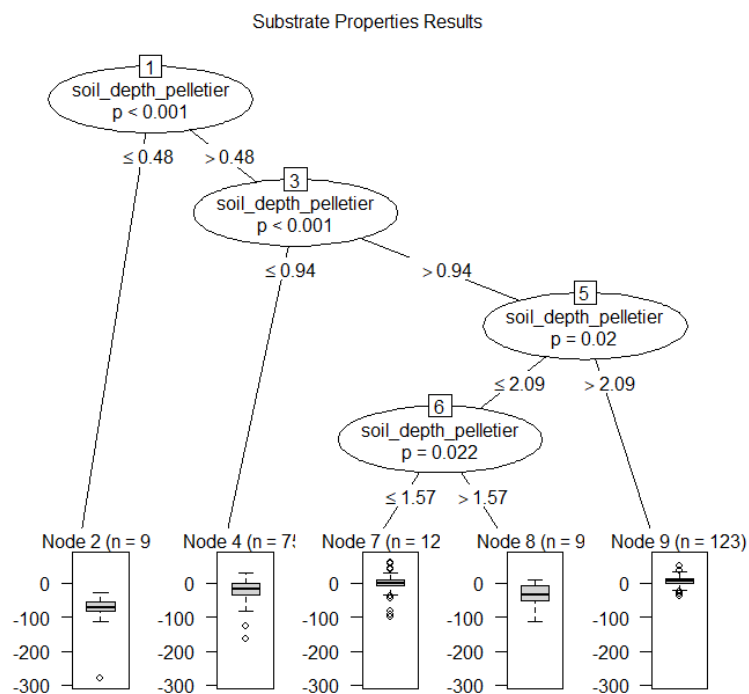 Substrate Properties Results
1
soil_depth_pelletier
p < 0.001
≤ 0.48
> 0.48
3
soil_depth_pelletier
p < 0.001
≤ 0.94
> 0.94
5
soil_depth_pelletier
p = 0.02
≤ 2.09
> 2.09
6
soil_depth_pelletier
p = 0.022
≤ 1.57
> 1.57
Node 2 (n = 9
Node 4 (n = 75
Node 7 (n = 12
Node 8 (n = 9
Node 9 (n = 123)
0
-100
-200
-300
0
-100
-200
-300
0
-100
-200
-300
0
-100
-200
-300
0
-100
-200
-300